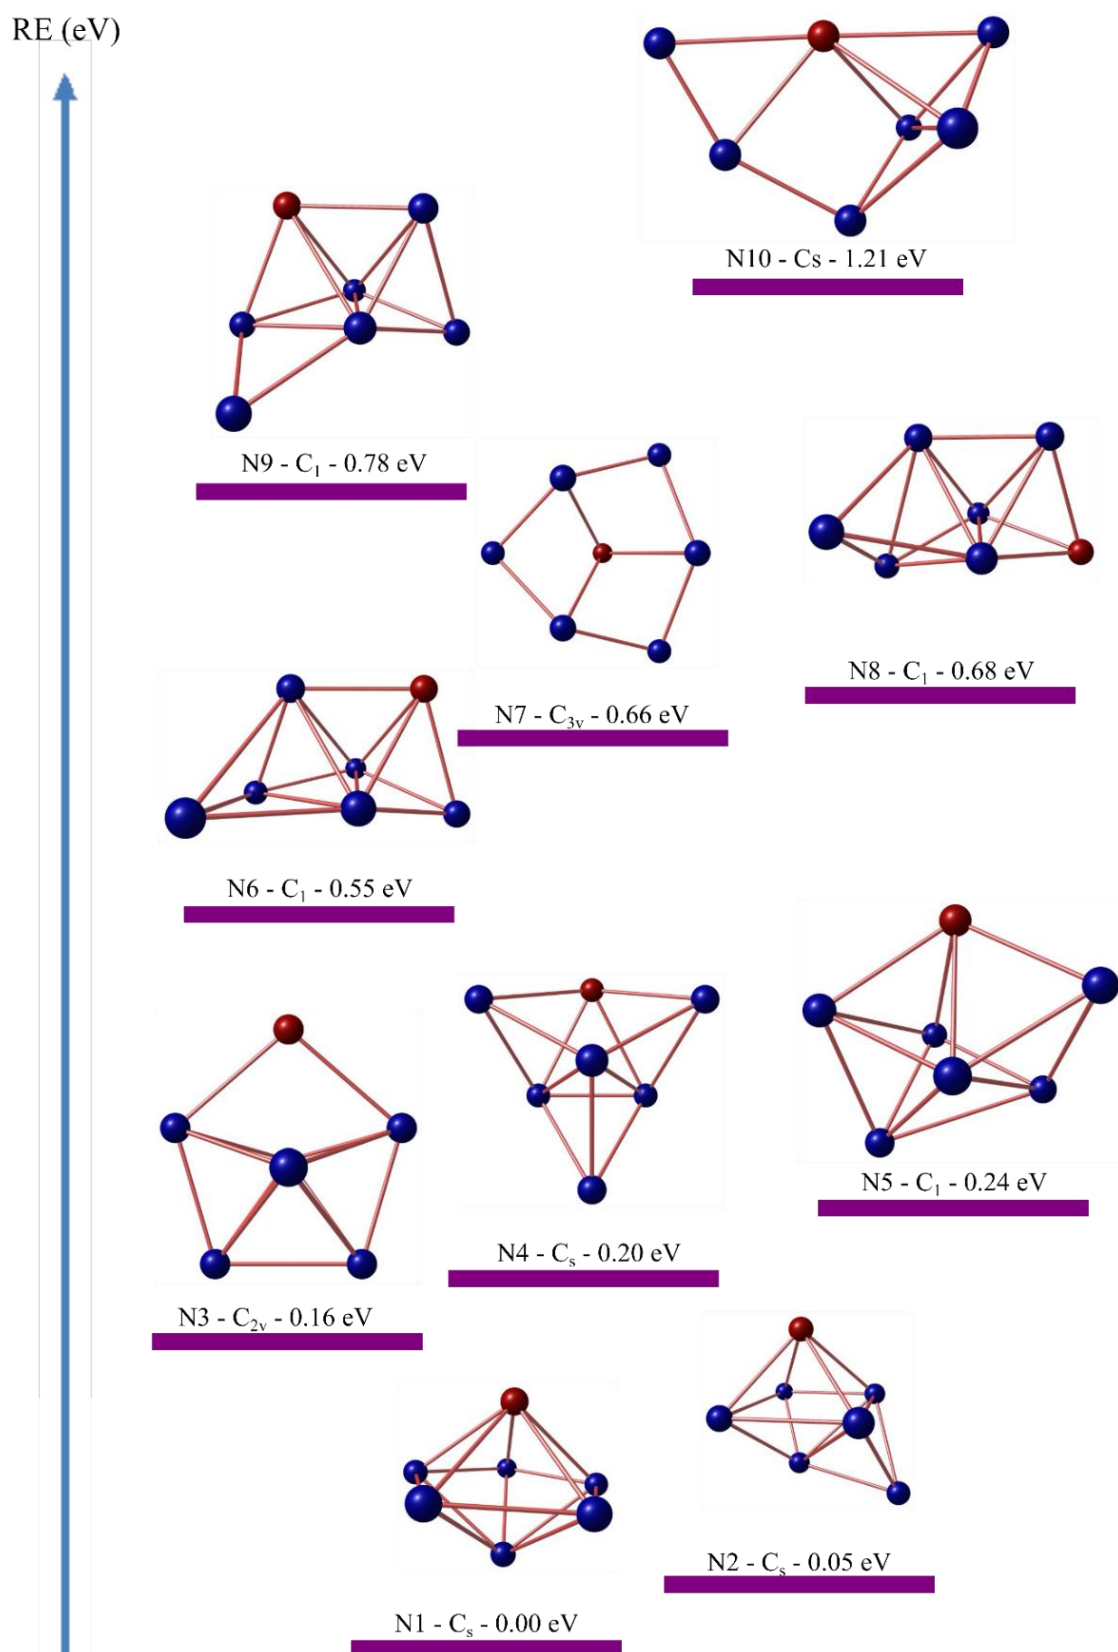 RE (eV)
N10 - Cs - 1.21 eV
N9 - C₁ - 0.78 eV
N8 - C₁ - 0.68 eV
N7 - C₃ᵥ - 0.66 eV
N6 - C₁ - 0.55 eV
N5 - C₁ - 0.24 eV
N4 - Cₛ - 0.20 eV
N3 - C₂ᵥ - 0.16 eV
N2 - Cₛ - 0.05 eV
N1 - Cₛ - 0.00 eV